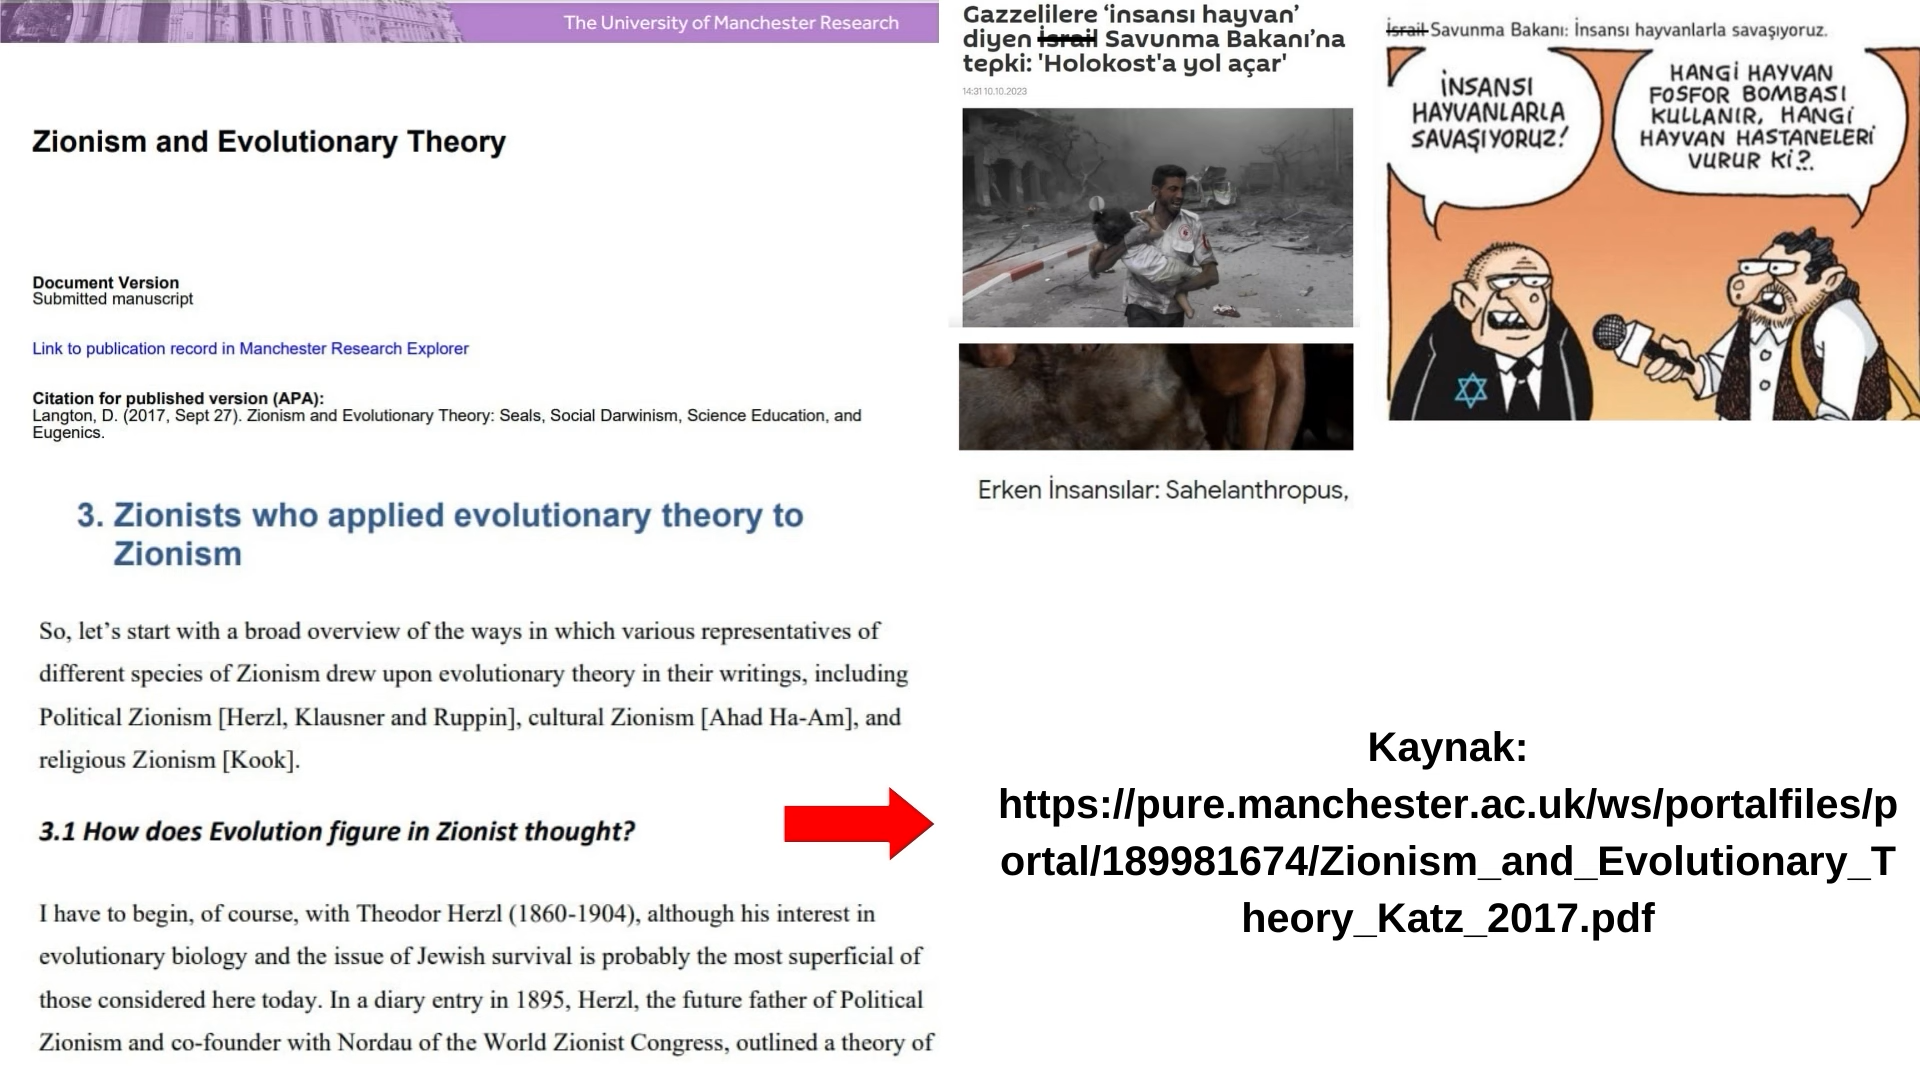 The University of Manchester Research
Zionism and Evolutionary Theory
Document Version
Submitted manuscript
Link to publication record in Manchester Research Explorer
Citation for published version (APA):
Langton, D. (2017, Sept 27). Zionism and Evolutionary Theory: Seals, Social Darwinism, Science Education, and
Eugenics.
3. Zionists who applied evolutionary theory to
Zionism
So, let’s start with a broad overview of the ways in which various representatives of
different species of Zionism drew upon evolutionary theory in their writings, including
Political Zionism [Herzl, Klausner and Ruppin], cultural Zionism [Ahad Ha-Am], and
religious Zionism [Kook].
3.1 How does Evolution figure in Zionist thought?
I have to begin, of course, with Theodor Herzl (1860-1904), although his interest in
evolutionary biology and the issue of Jewish survival is probably the most superficial of
those considered here today. In a diary entry in 1895, Herzl, the future father of Political
Zionism and co-founder with Nordau of the World Zionist Congress, outlined a theory of
Gazzelilere ‘insansı hayvan’
diyen İsrail Savunma Bakanı’na
tepki: 'Holokost'a yol açar'
14:31 10.10.2023
Erken İnsansılar: Sahelanthropus,
İsrail Savunma Bakanı: İnsansı hayvanlarla savaşıyoruz.
İNSANSI
HAYVANLARLA
SAVAŞIYORUZ!
HANGİ HAYVAN
FOSFOR BOMBASI
KULLANIR, HANGİ
HAYVAN HASTANELERİ
VURUR Kİ?.
Kaynak:
https://pure.manchester.ac.uk/ws/portalfiles/p
ortal/189981674/Zionism_and_Evolutionary_T
heory_Katz_2017.pdf